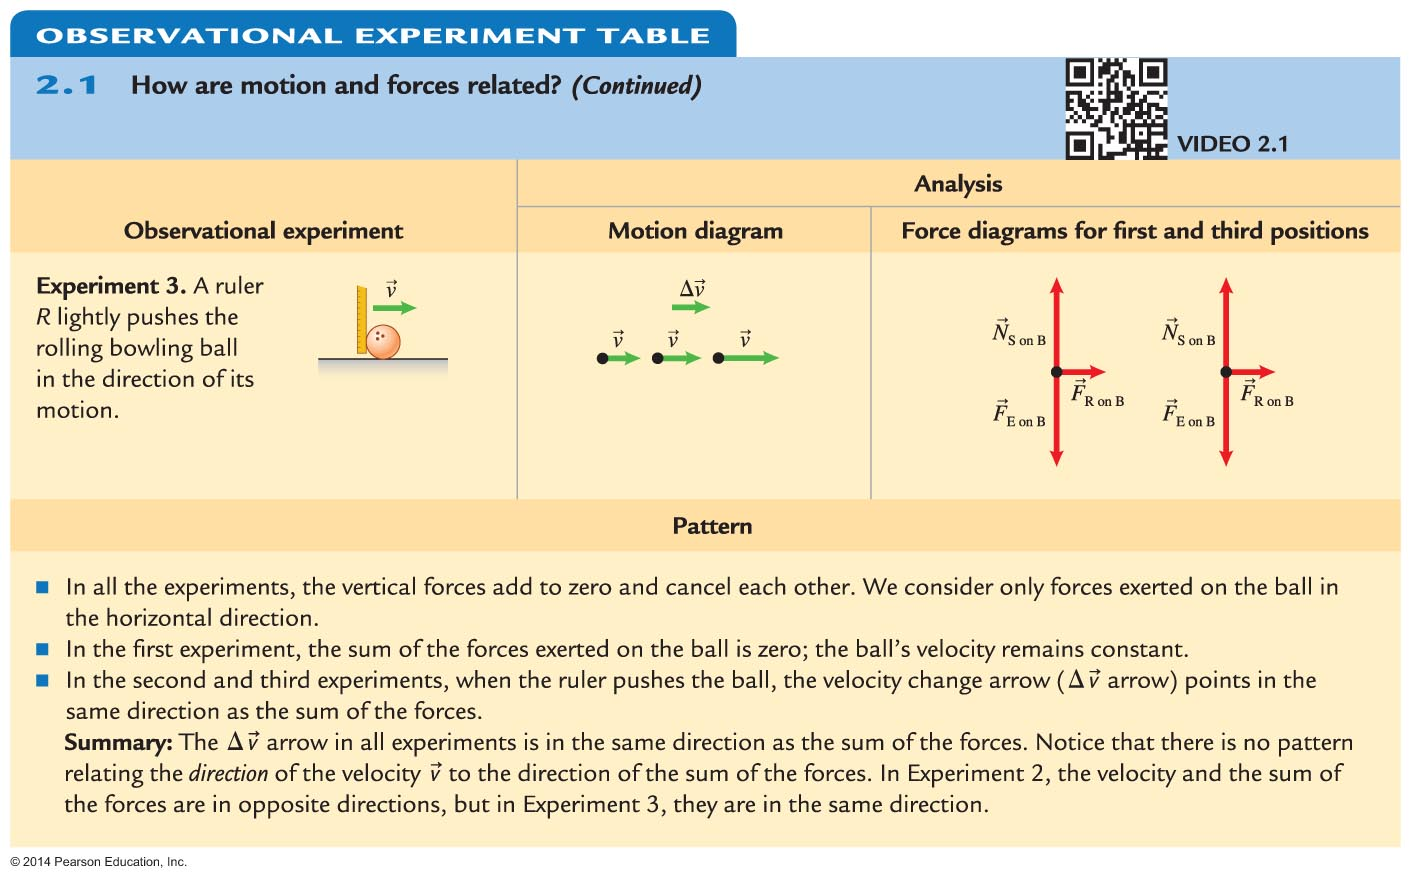 OBSERVATIONAL EXPERIMENT TABLE
2.1 How are motion and forces related? (Continued)
VIDEO 2.1
Analysis
Observational experiment
Motion diagram
Force diagrams for first and third positions
Experiment 3. A ruler
R lightly pushes the
rolling bowling ball
in the direction of its
motion.
v⃗
Δv⃗
v⃗ v⃗ v⃗
N⃗ S on B
F⃗ R on B
F⃗ E on B
N⃗ S on B
F⃗ R on B
F⃗ E on B
Pattern
■ In all the experiments, the vertical forces add to zero and cancel each other. We consider only forces exerted on the ball in
the horizontal direction.
■ In the first experiment, the sum of the forces exerted on the ball is zero; the ball’s velocity remains constant.
■ In the second and third experiments, when the ruler pushes the ball, the velocity change arrow (Δv⃗ arrow) points in the
same direction as the sum of the forces.
Summary: The Δv⃗ arrow in all experiments is in the same direction as the sum of the forces. Notice that there is no pattern
relating the direction of the velocity v⃗ to the direction of the sum of the forces. In Experiment 2, the velocity and the sum of
the forces are in opposite directions, but in Experiment 3, they are in the same direction.
© 2014 Pearson Education, Inc.